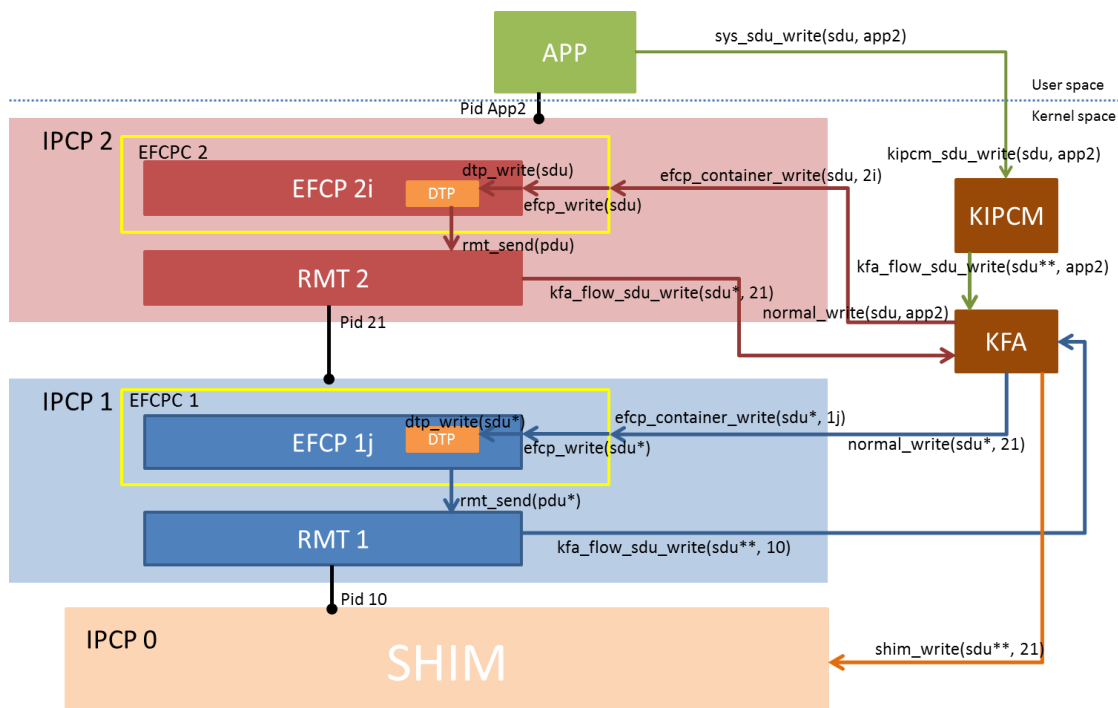 APP
sys_sdu_write(sdu, app2)
User space
Pid App2
Kernel space
IPCP 2
EFCPC 2
kipcm_sdu_write(sdu, app2)
dtp_write(sdu)
efcp_container_write(sdu, 2i)
EFCP 2i
DTP
efcp_write(sdu)
KIPCM
rmt_send(pdu)
RMT 2
kfa_flow_sdu_write(sdu**, app2)
kfa_flow_sdu_write(sdu*, 21)
normal_write(sdu, app2)
Pid 21
KFA
IPCP 1
EFCPC 1
dtp_write(sdu*)
efcp_container_write(sdu*, 1j)
EFCP 1j
DTP
efcp_write(sdu*)
normal_write(sdu*, 21)
rmt_send(pdu*)
RMT 1
kfa_flow_sdu_write(sdu**, 10)
Pid 10
IPCP 0
SHIM
shim_write(sdu**, 21)